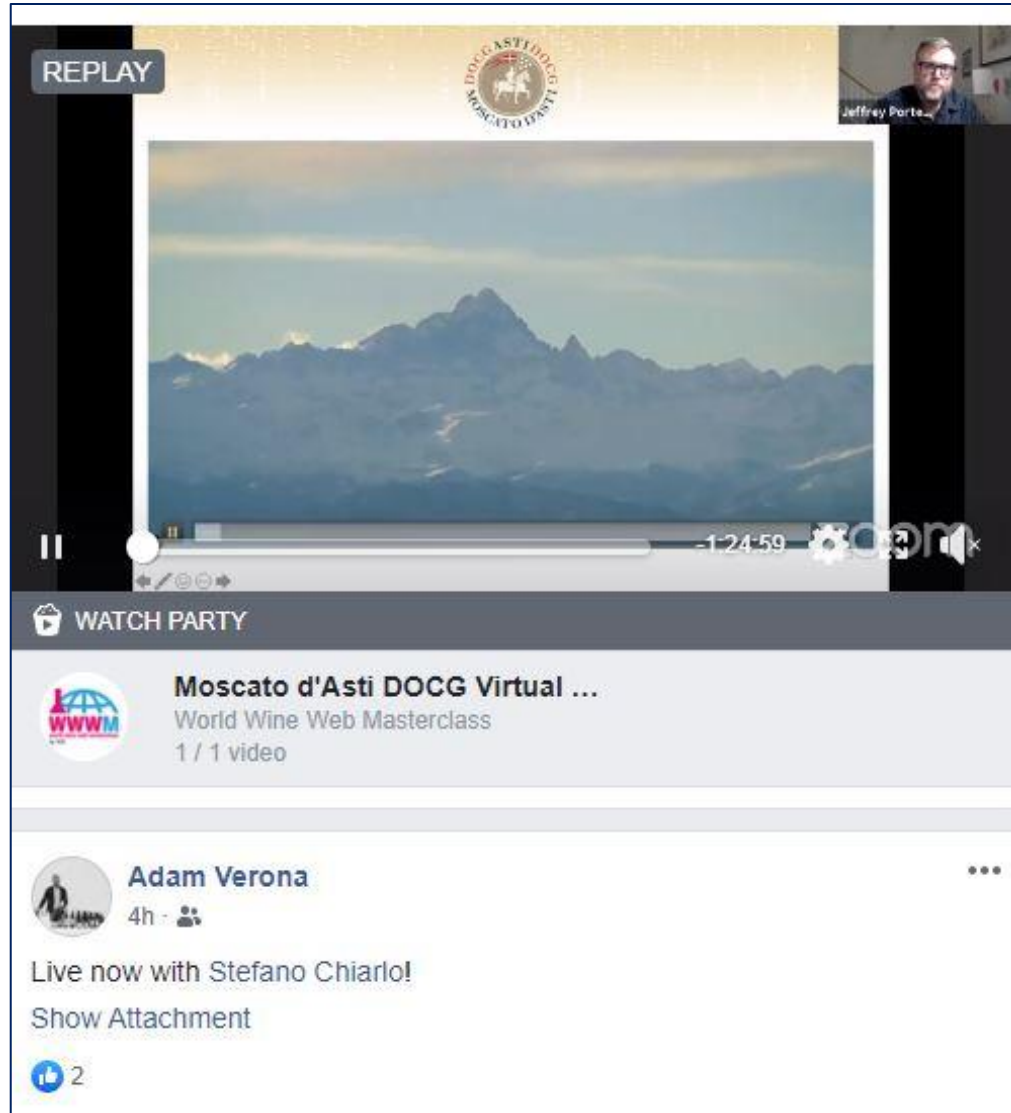 REPLAY
DOCG ASTI DOCG
MOSCATO D'ASTI
Jeffrey Porte...
-1:24:59
zoom
WATCH PARTY
Moscato d'Asti DOCG Virtual ...
World Wine Web Masterclass
1 / 1 video
WWWM
Adam Verona
4h ·
Live now with Stefano Chiarlo!
Show Attachment
2